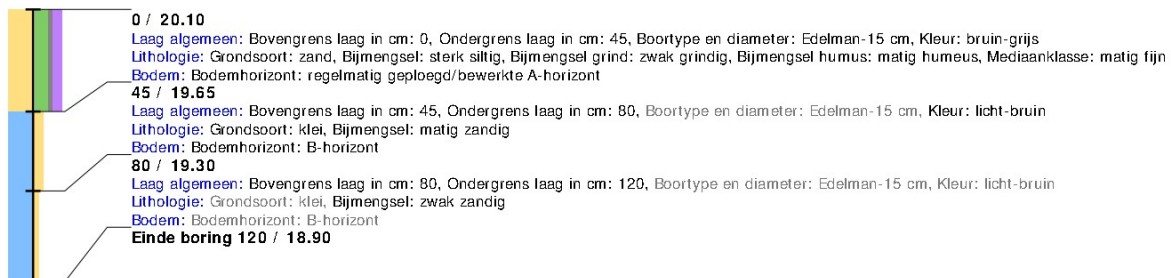 0 / 20.10
Laag algemeen: Bovengrens laag in cm: 0, Ondergrens laag in cm: 45, Boortype en diameter: Edelman-15 cm, Kleur: bruin-grijs
Lithologie: Grondsoort: zand, Bijmengsel: sterk siltig, Bijmengsel grind: zwak grindig, Bijmengsel humus: matig humeus, Mediaanklasse: matig fijn
Bodem: Bodemhorizont: regelmatig geploegd/bewerkte A-horizont
45 / 19.65
Laag algemeen: Bovengrens laag in cm: 45, Ondergrens laag in cm: 80, Boortype en diameter: Edelman-15 cm, Kleur: licht-bruin
Lithologie: Grondsoort: klei, Bijmengsel: matig zandig
Bodem: Bodemhorizont: B-horizont
80 / 19.30
Laag algemeen: Bovengrens laag in cm: 80, Ondergrens laag in cm: 120, Boortype en diameter: Edelman-15 cm, Kleur: licht-bruin
Lithologie: Grondsoort: klei, Bijmengsel: zwak zandig
Bodem: Bodemhorizont: B-horizont
Einde boring 120 / 18.90